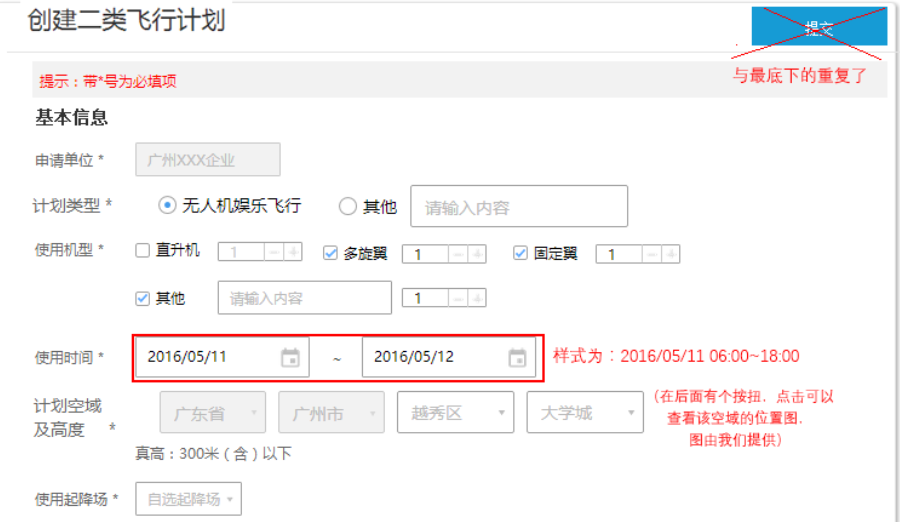 创建二类飞行计划 提交
提示：带*号为必填项 与最底下的重复了
基本信息
申请单位 * 广州XXX企业
计划类型 * 无人机娱乐飞行 其他 请输入内容
使用机型 * 直升机 1 - + 多旋翼 1 - + 固定翼 1 - +
其他 请输入内容 1 - +
使用时间 * 2016/05/11 ~ 2016/05/12 样式为：2016/05/11 06:00~18:00
计划空域
及高度 * 广东省 广州市 越秀区 大学城
（在后面有个按扭，点击可以
查看该空域的位置图，
图由我们提供）
真高：300米（含）以下
使用起降场 * 自选起降场